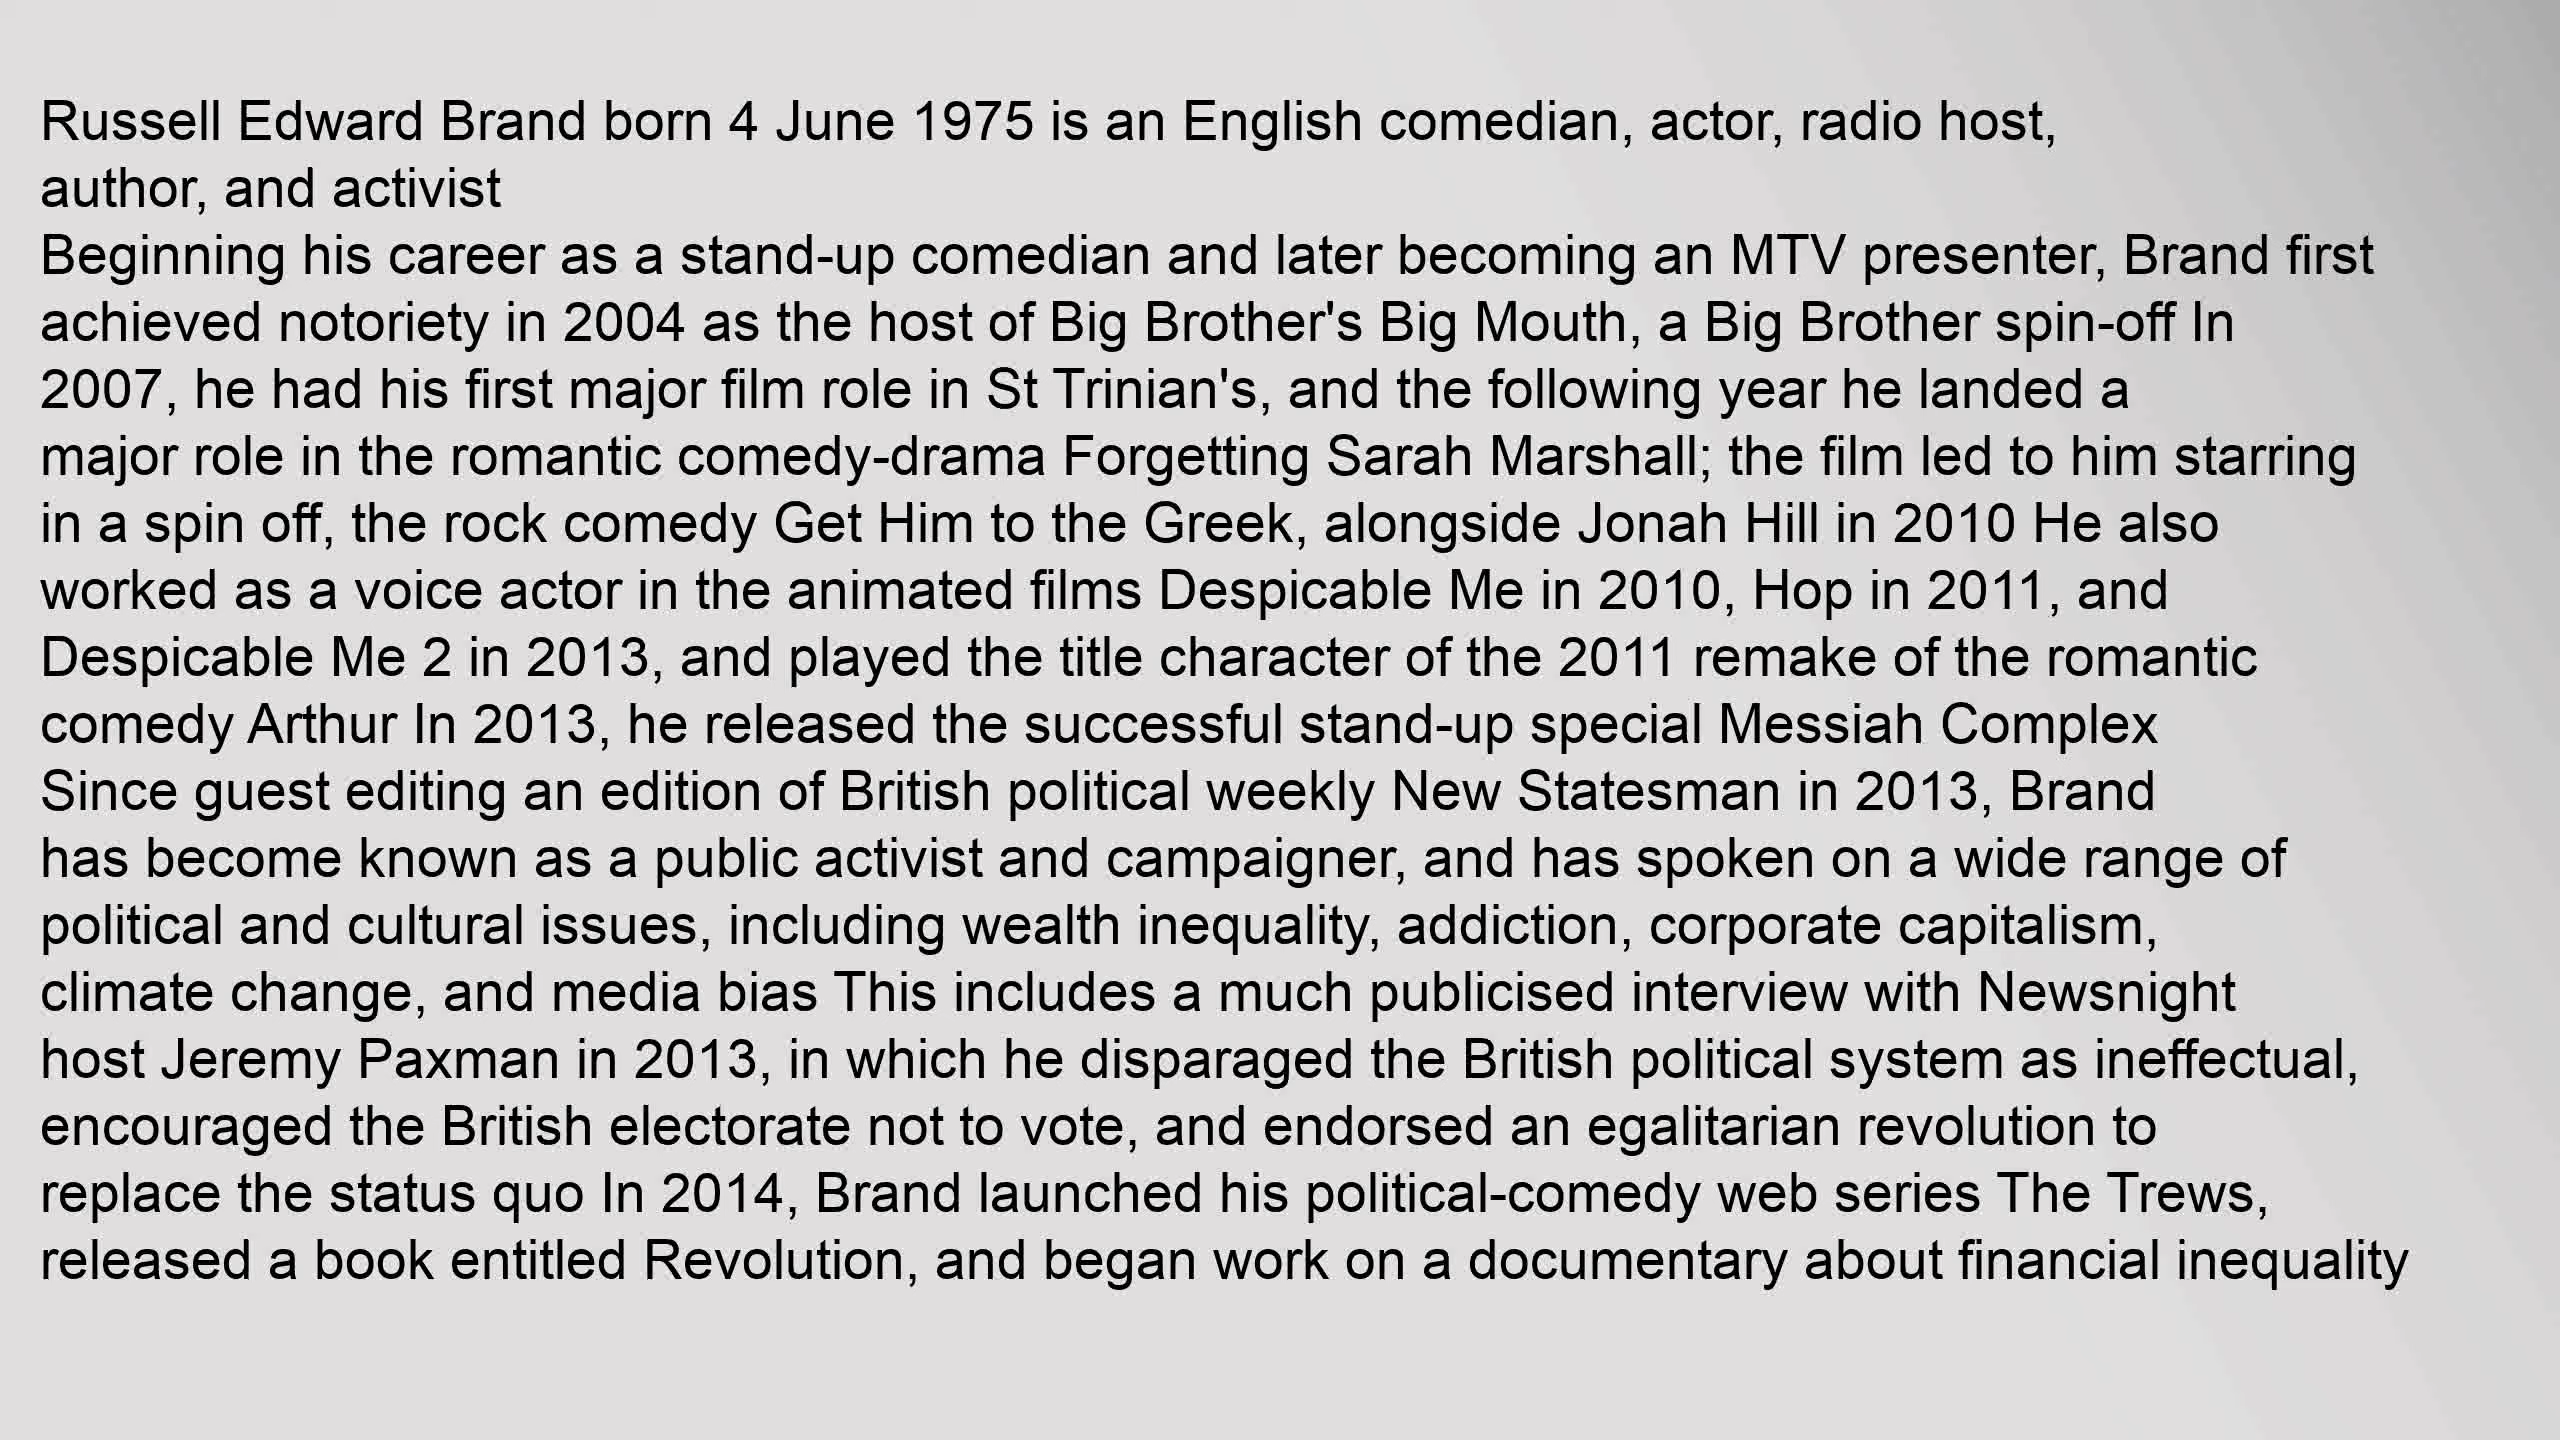 Russell Edward Brand born 4 June 1975 is an English comedian, actor, radio host,
author, and activist
Beginning his career as a stand-up comedian and later becoming an MTV presenter, Brand first
achieved notoriety in 2004 as the host of Big Brother's Big Mouth, a Big Brother spin-off In
2007, he had his first major film role in St Trinian's, and the following year he landed a
major role in the romantic comedy-drama Forgetting Sarah Marshall; the film led to him starring
in a spin off, the rock comedy Get Him to the Greek, alongside Jonah Hill in 2010 He also
worked as a voice actor in the animated films Despicable Me in 2010, Hop in 2011, and
Despicable Me 2 in 2013, and played the title character of the 2011 remake of the romantic
comedy Arthur In 2013, he released the successful stand-up special Messiah Complex
Since guest editing an edition of British political weekly New Statesman in 2013, Brand
has become known as a public activist and campaigner, and has spoken on a wide range of
political and cultural issues, including wealth inequality, addiction, corporate capitalism,
climate change, and media bias This includes a much publicised interview with Newsnight
host Jeremy Paxman in 2013, in which he disparaged the British political system as ineffectual,
encouraged the British electorate not to vote, and endorsed an egalitarian revolution to
replace the status quo In 2014, Brand launched his political-comedy web series The Trews,
released a book entitled Revolution, and began work on a documentary about financial inequality